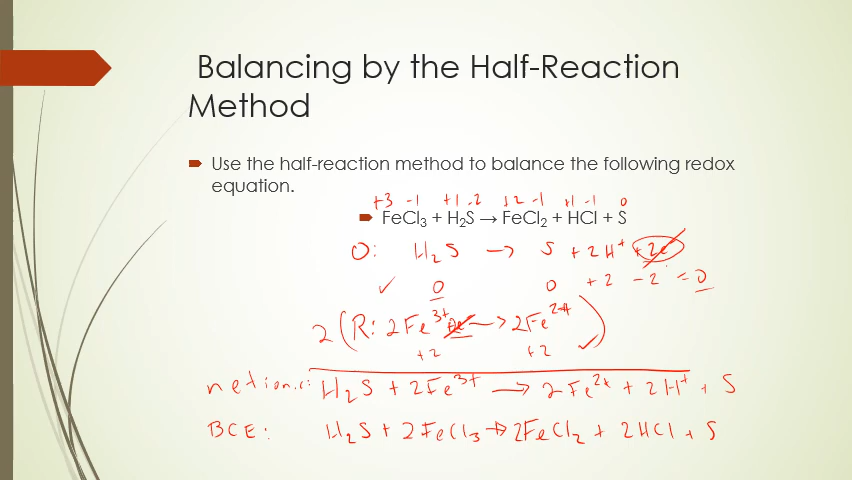 Balancing by the Half-Reaction
Method
Use the half-reaction method to balance the following redox
equation.
+3 -1 +1 -2 +2 -1 +1 -1 0
FeCl₃ + H₂S → FeCl₂ + HCl + S
O: H₂S → S + 2H⁺ + 2e⁻
✓ 0 0 + 2 - 2 = 0
2(R: 2Fe³⁺ → 2Fe²⁺)
+2 +2 ✓
net ionic: H₂S + 2Fe³⁺ → 2Fe²⁺ + 2H⁺ + S
BCE: H₂S + 2FeCl₃ → 2FeCl₂ + 2HCl + S